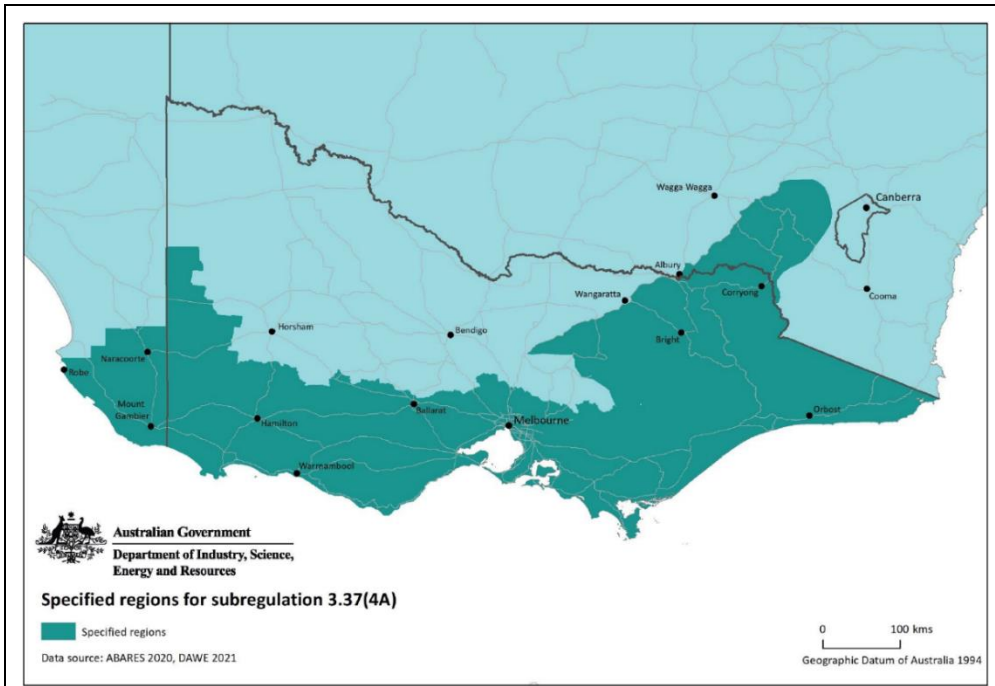 Wagga Wagga
Canberra
Albury
Corryong
Cooma
Wangaratta
Horsham
Bendigo
Bright
Naracoorte
Robe
Mount
Gambier
Hamilton
Ballarat
Melbourne
Orbost
Warrnambool
Australian Government
Department of Industry, Science,
Energy and Resources
Specified regions for subregulation 3.37(4A)
Specified regions
Data source: ABARES 2020, DAWE 2021
0 100 kms
Geographic Datum of Australia 1994